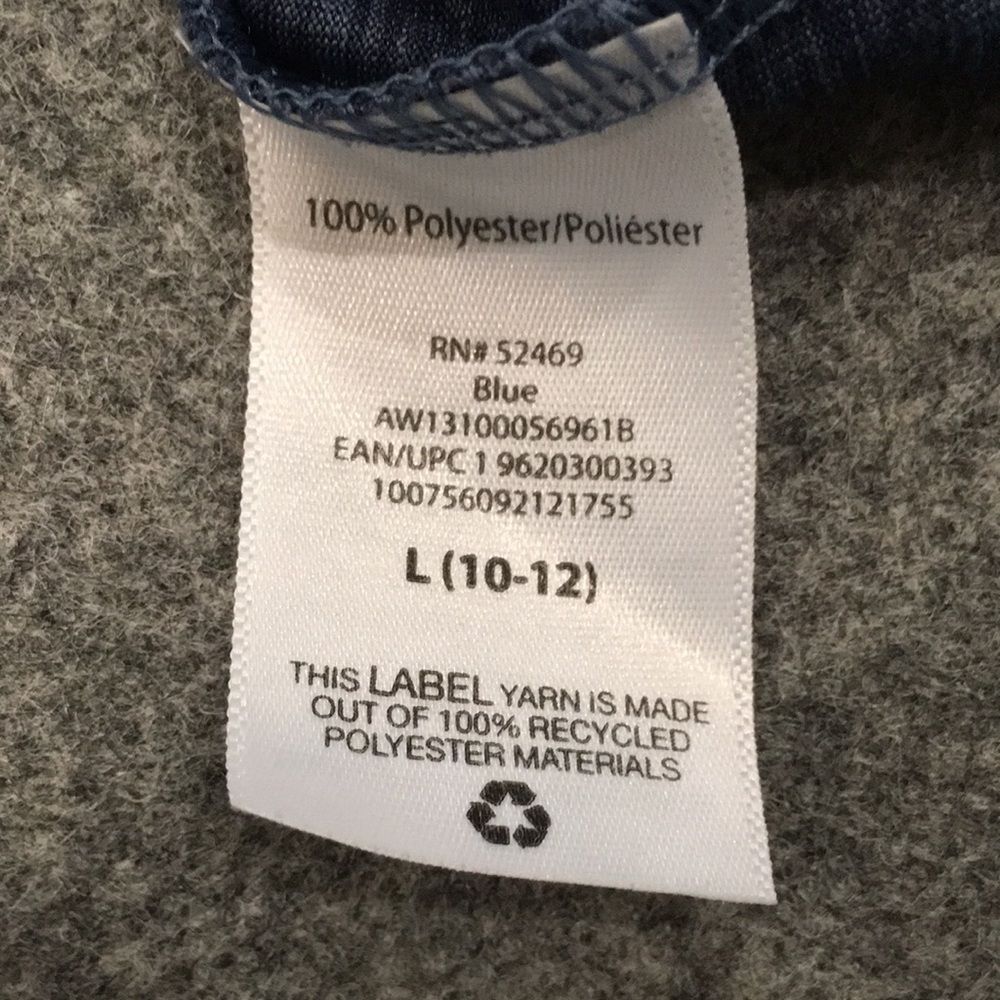 100% Polyester/Poliéster
RN# 52469
Blue
AW13100056961B
EAN/UPC 1 9620300393
100756092121755
L (10-12)
THIS LABEL YARN IS MADE
OUT OF 100% RECYCLED
POLYESTER MATERIALS